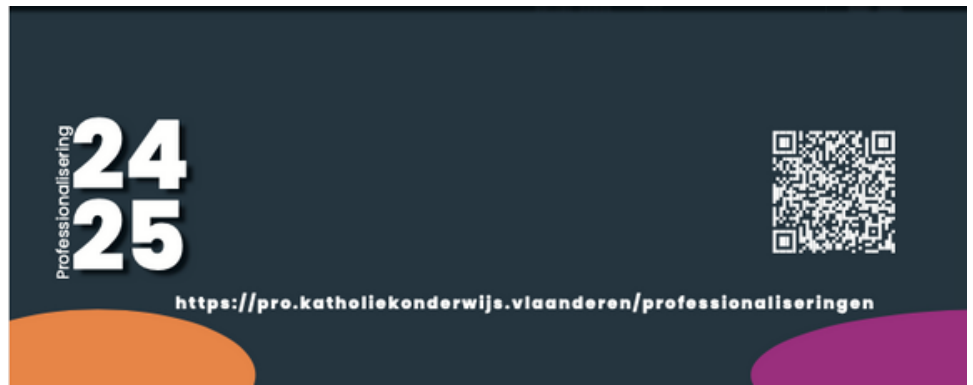 Professionalisering
24
25
https://pro.katholiekonderwijs.vlaanderen/professionaliseringen